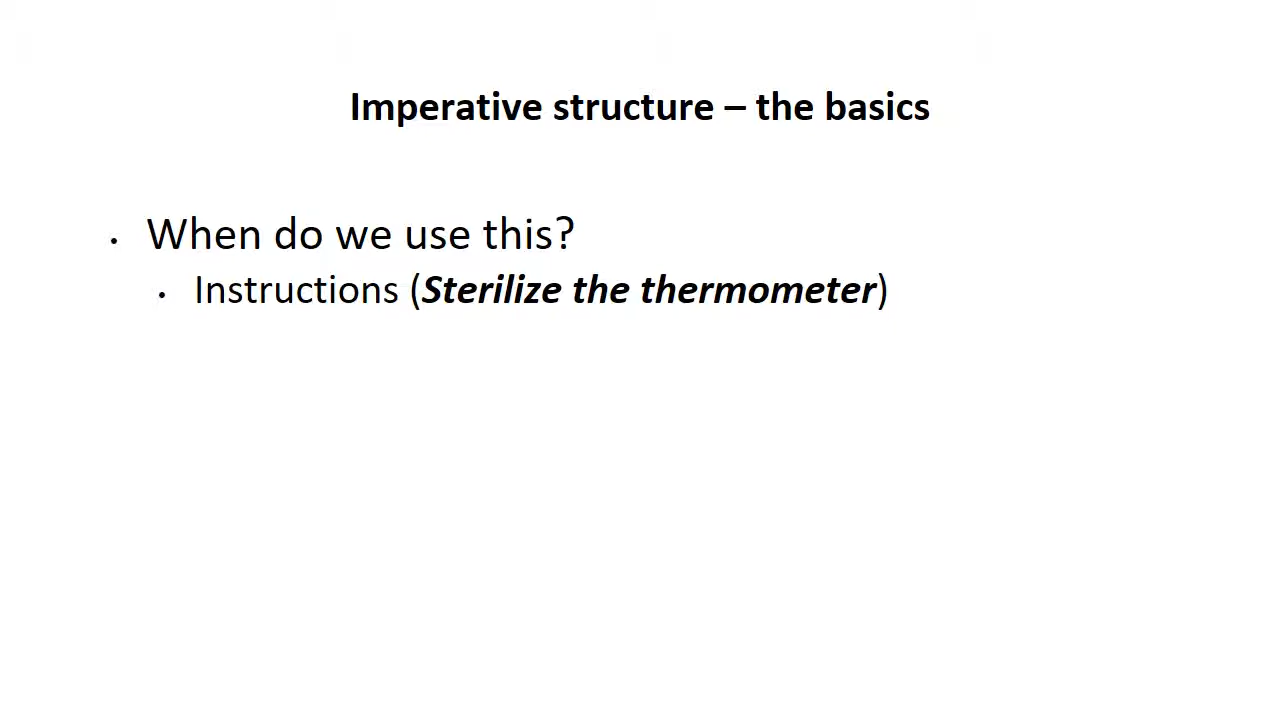 Imperative structure – the basics
• When do we use this?
• Instructions (Sterilize the thermometer)